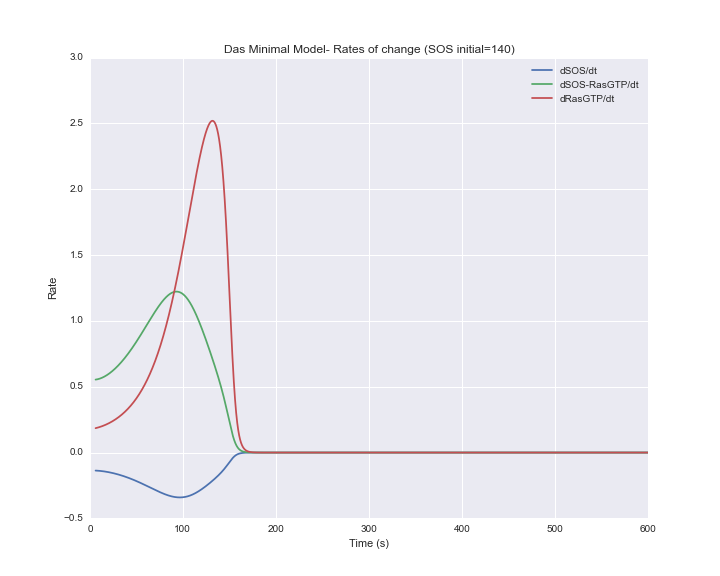 Das Minimal Model- Rates of change (SOS initial=140)
dSOS/dt
dSOS-RasGTP/dt
dRasGTP/dt
3.0
2.5
2.0
1.5
1.0
0.5
0.0
−0.5
Rate
0
100
200
300
400
500
600
Time (s)